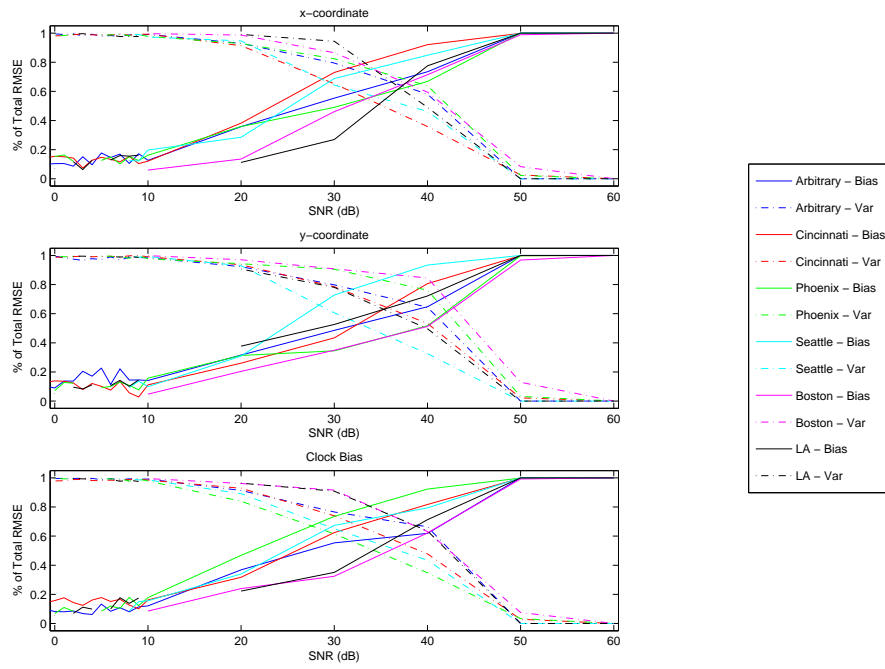 x−coordinate
1
0.8
0.6
0.4
0.2
0
% of Total RMSE
0 10 20 30 40 50 60
SNR (dB)
y−coordinate
1
0.8
0.6
0.4
0.2
0
% of Total RMSE
0 10 20 30 40 50 60
SNR (dB)
Clock Bias
1
0.8
0.6
0.4
0.2
0
% of Total RMSE
0 10 20 30 40 50 60
SNR (dB)
Arbitrary − Bias
Arbitrary − Var
Cincinnati − Bias
Cincinnati − Var
Phoenix − Bias
Phoenix − Var
Seattle − Bias
Seattle − Var
Boston − Bias
Boston − Var
LA − Bias
LA − Var